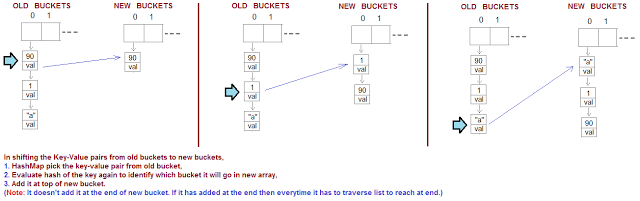 OLD BUCKETS NEW BUCKETS
0 1 0 1
90
val
90
val
1
val
"a"
val
OLD BUCKETS NEW BUCKETS
0 1 0 1
90
val
1
val
1
val
90
val
"a"
val
OLD BUCKETS NEW BUCKETS
0 1 0 1
90
val
"a"
val
1
val
1
val
"a"
val
90
val
In shifting the Key-Value pairs from old buckets to new buckets,
1. HashMap pick the key-value pair from old bucket,
2. Evaluate hash of the key again to identify which bucket it will go in new array,
3. Add it at top of new bucket.
(Note: It doesn't add it at the end of new bucket. If it has added at the end then everytime it has to traverse list to reach at end.)